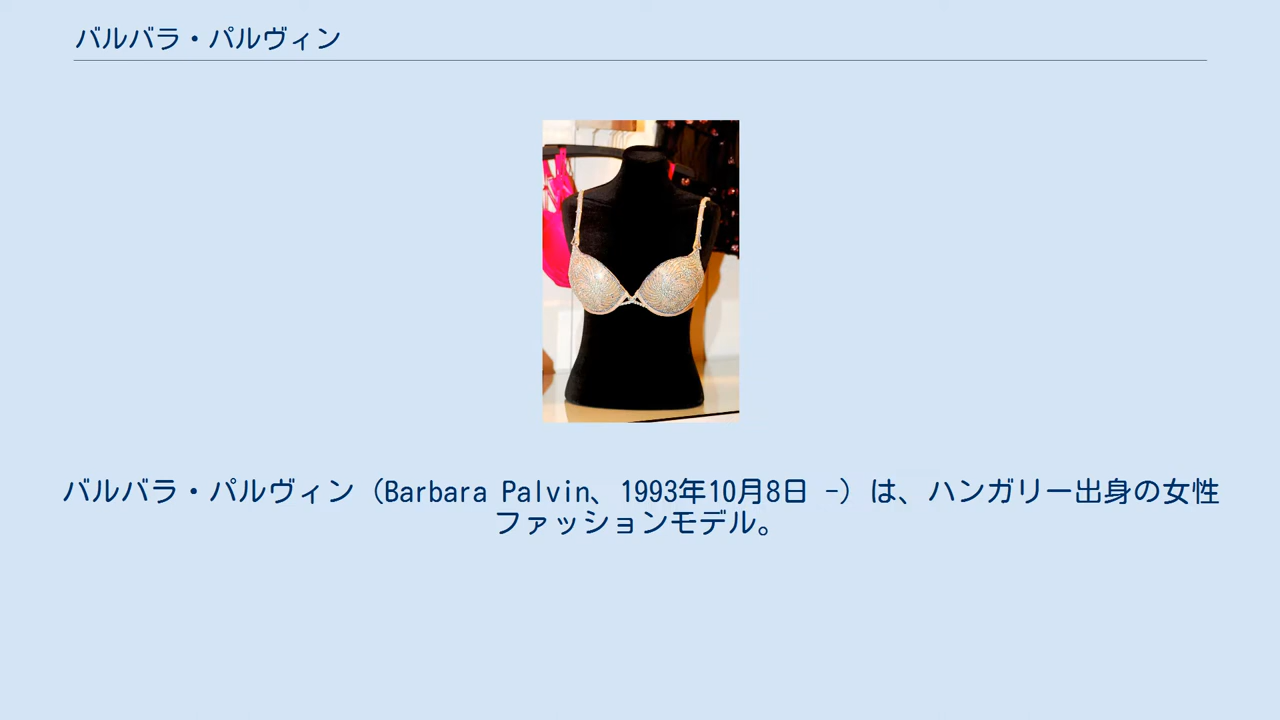 バルバラ・パルヴィン
バルバラ・パルヴィン（Barbara Palvin、1993年10月8日 -）は、ハンガリー出身の女性
ファッションモデル。